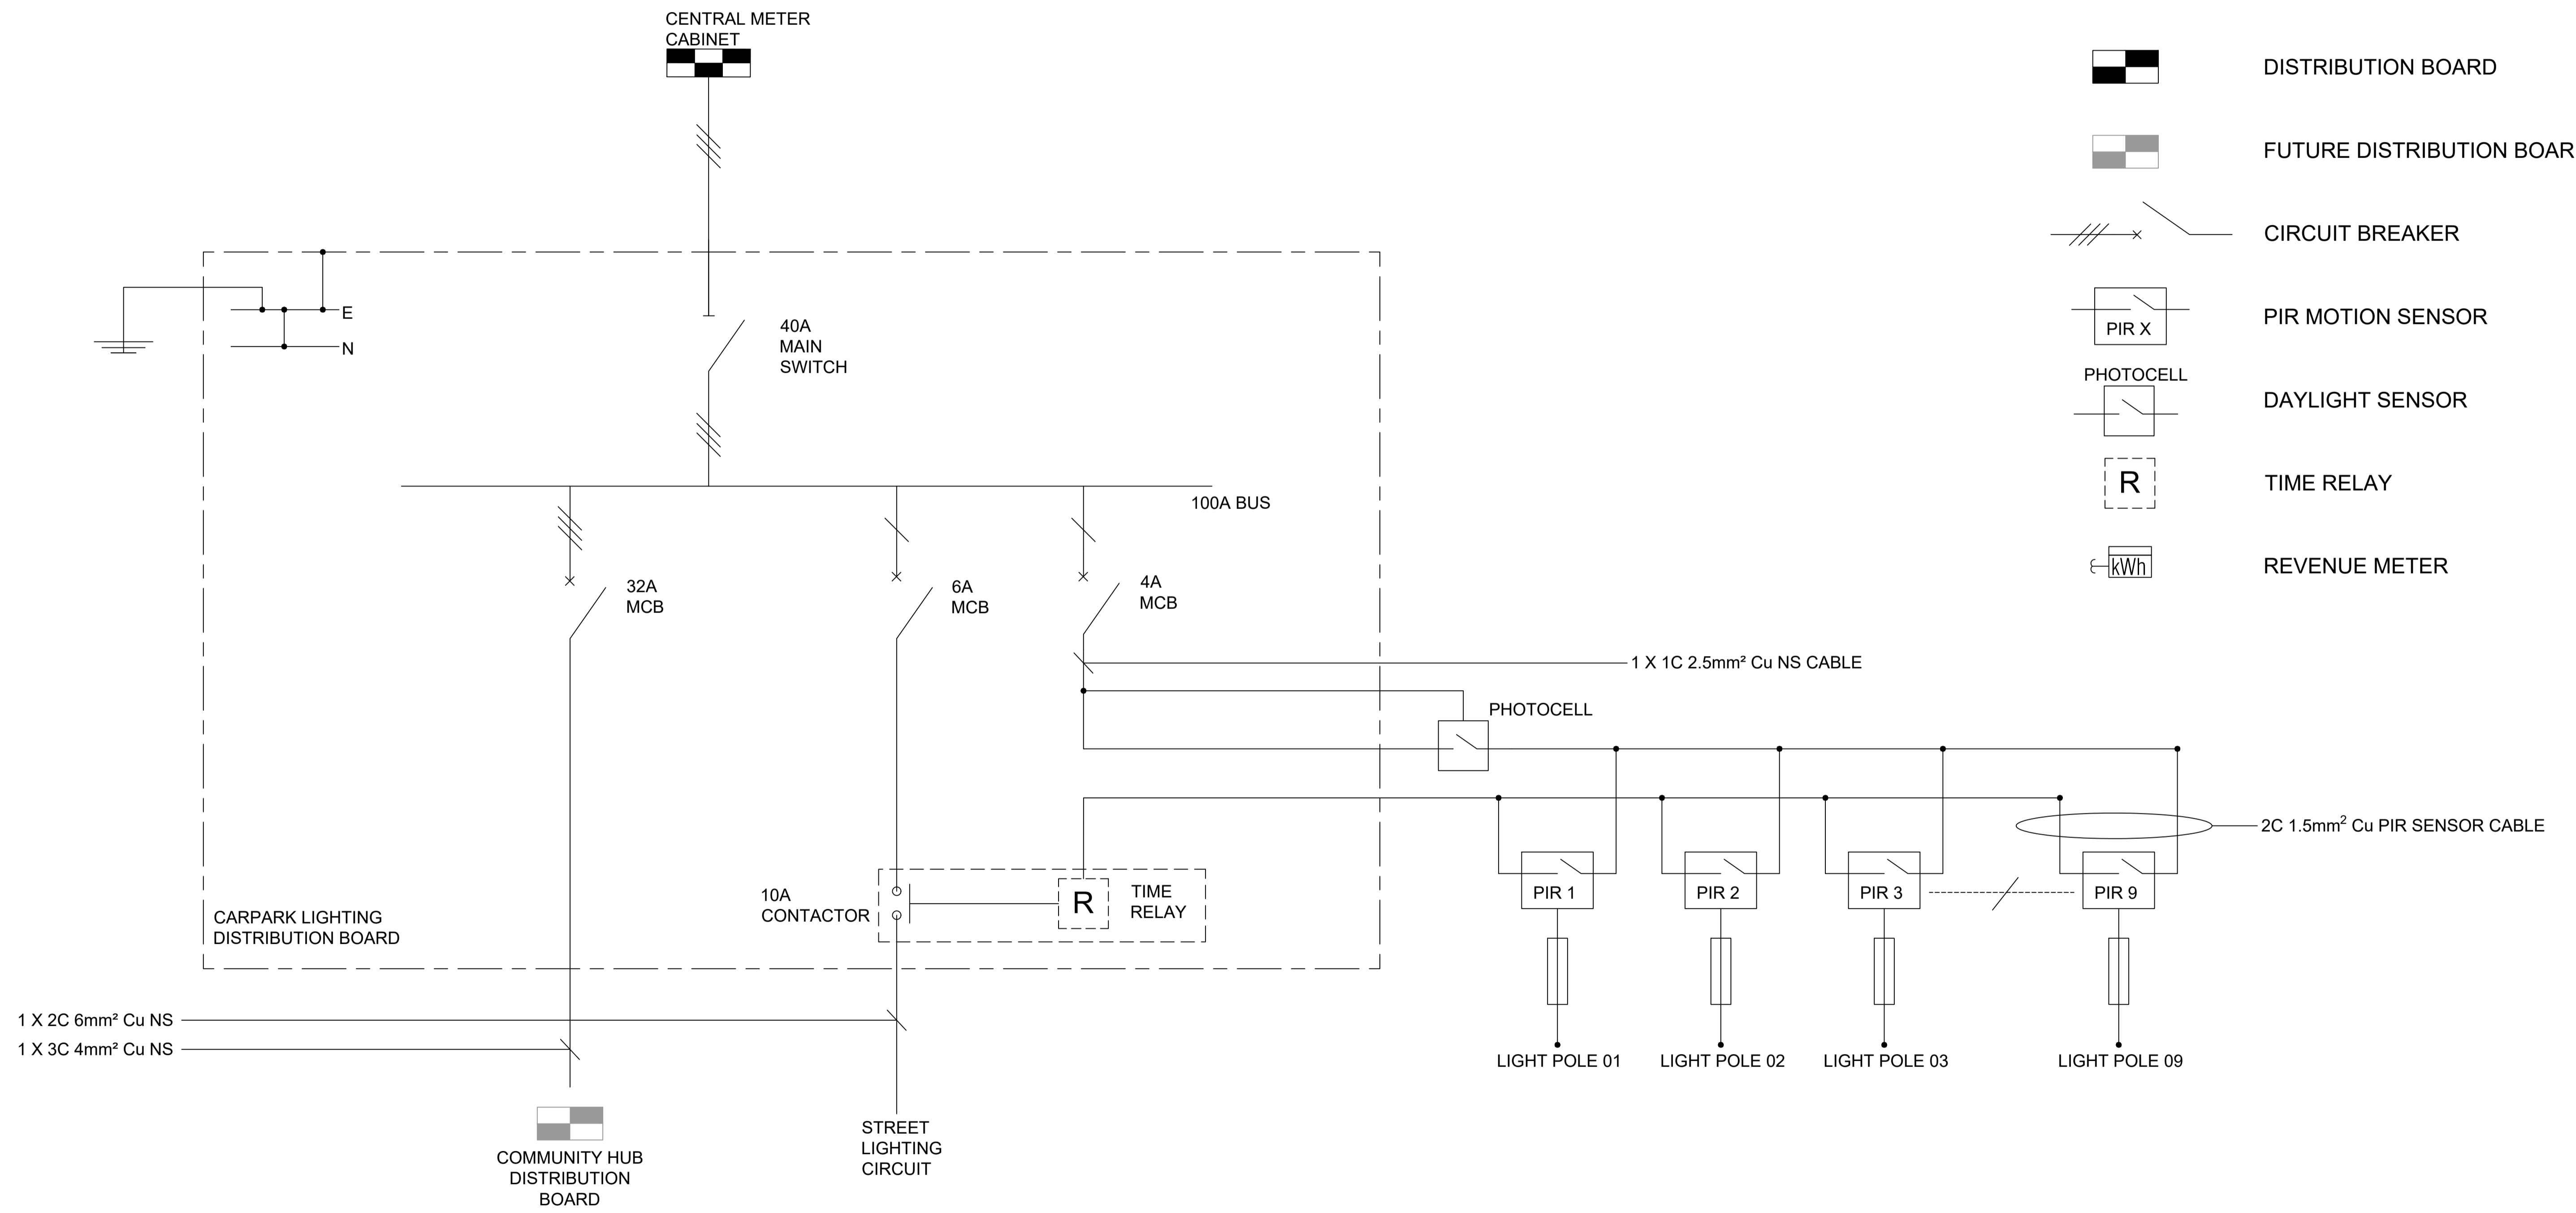 CENTRAL METER
CABINET
E
N
40A
MAIN
SWITCH
100A BUS
32A
MCB
6A
MCB
4A
MCB
1 X 1C 2.5mm² Cu NS CABLE
PHOTOCELL
2C 1.5mm² Cu PIR SENSOR CABLE
PIR 1
PIR 2
PIR 3
PIR 9
10A
CONTACTOR
R
TIME
RELAY
CARPARK LIGHTING
DISTRIBUTION BOARD
1 X 2C 6mm² Cu NS
1 X 3C 4mm² Cu NS
LIGHT POLE 01
LIGHT POLE 02
LIGHT POLE 03
LIGHT POLE 09
STREET
LIGHTING
CIRCUIT
COMMUNITY HUB
DISTRIBUTION
BOARD
DISTRIBUTION BOARD
FUTURE DISTRIBUTION BOAR
CIRCUIT BREAKER
PIR X
PIR MOTION SENSOR
PHOTOCELL
DAYLIGHT SENSOR
R
TIME RELAY
kWh
REVENUE METER